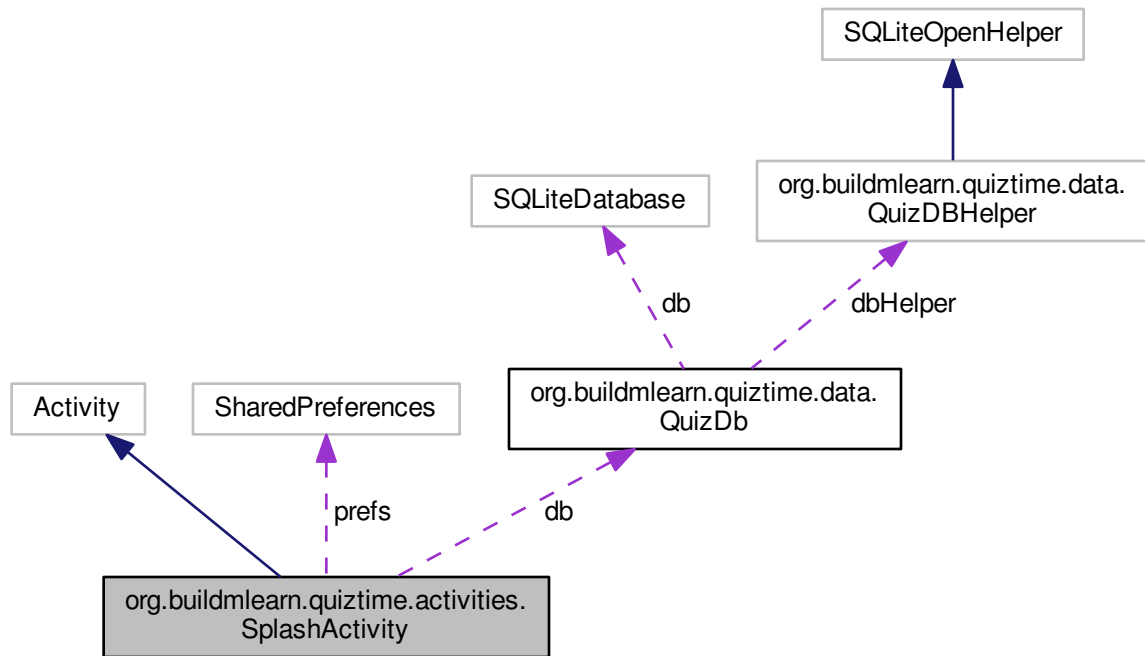 SQLiteOpenHelper
SQLiteDatabase
org.buildmlearn.quiztime.data.
QuizDBHelper
db
dbHelper
Activity
SharedPreferences
org.buildmlearn.quiztime.data.
QuizDb
prefs
db
org.buildmlearn.quiztime.activities.
SplashActivity